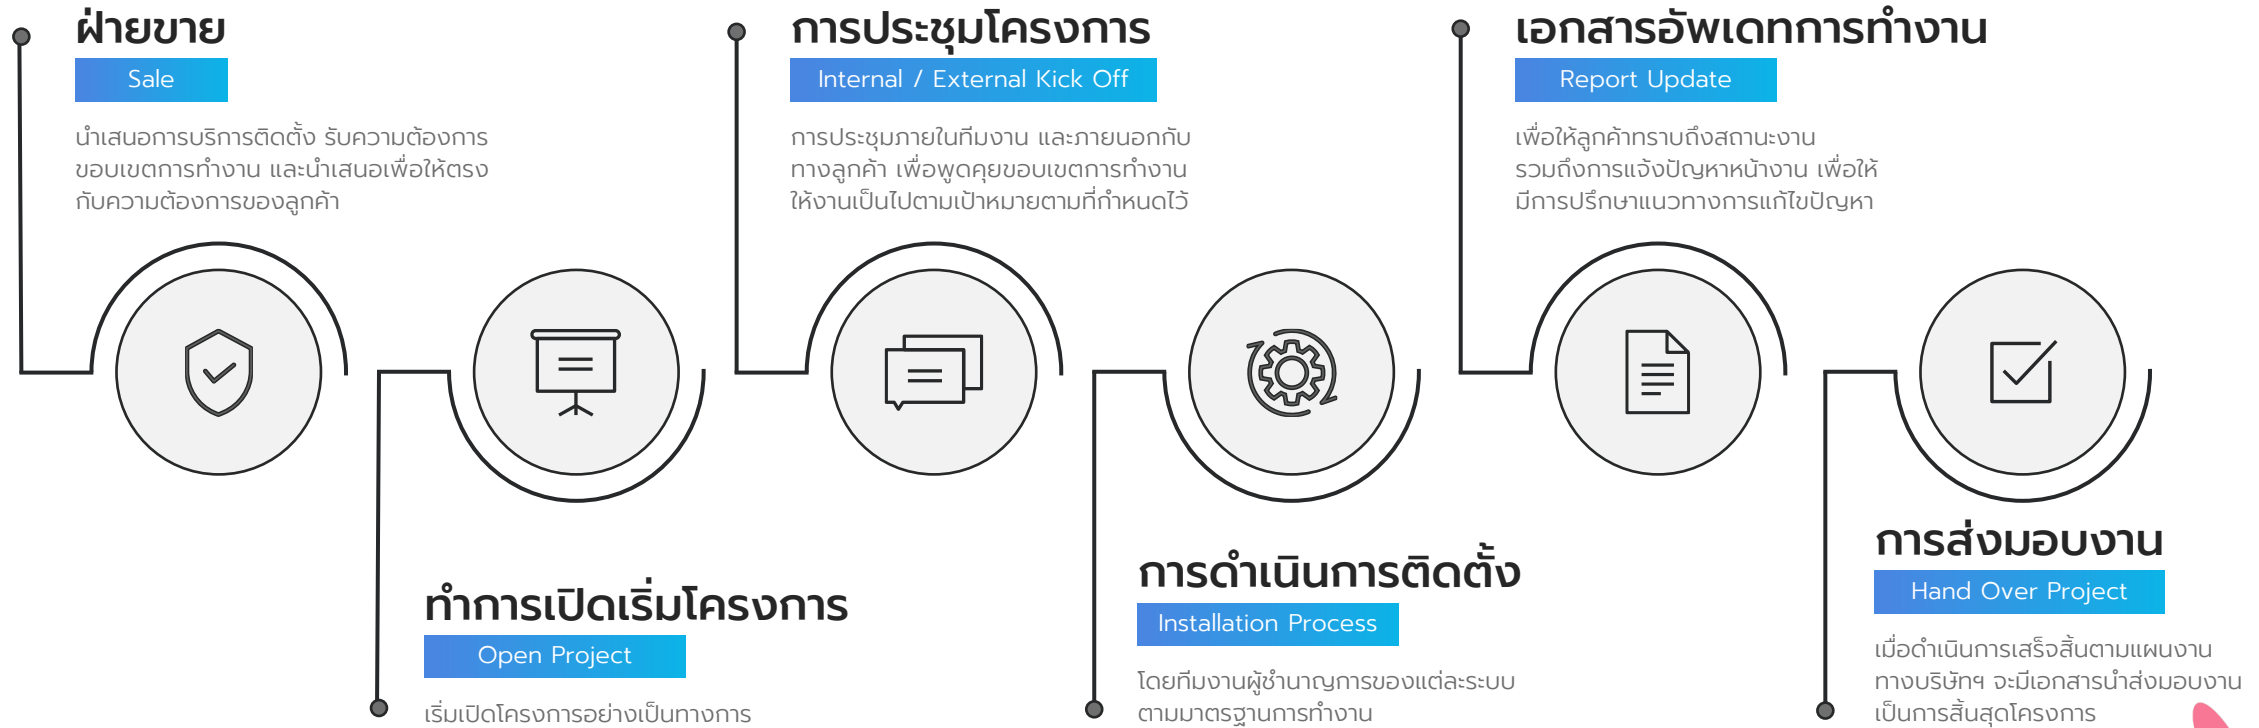 ฝ่ายขาย
Sale
นำเสนอการบริการติดตั้ง รับความต้องการ
ขอบเขตการทำงาน และนำเสนอเพื่อให้ตรง
กับความต้องการของลูกค้า
ทำการเปิดเริ่มโครงการ
Open Project
เริ่มเปิดโครงการอย่างเป็นทางการ
การประชุมโครงการ
Internal / External Kick Off
การประชุมภายในทีมงาน และภายนอกกับ
ทางลูกค้า เพื่อพูดคุยขอบเขตการทำงาน
ให้งานเป็นไปตามเป้าหมายตามที่กำหนดไว้
การดำเนินการติดตั้ง
Installation Process
โดยทีมงานผู้ชำนาญการของแต่ละระบบ
ตามมาตรฐานการทำงาน
เอกสารอัพเดทการทำงาน
Report Update
เพื่อให้ลูกค้าทราบถึงสถานะงาน
รวมถึงการแจ้งปัญหาหน้างาน เพื่อให้
มีการปรึกษาแนวทางการแก้ไขปัญหา
การส่งมอบงาน
Hand Over Project
เมื่อดำเนินการเสร็จสิ้นตามแผนงาน
ทางบริษัทฯ จะมีเอกสารนำส่งมอบงาน
เป็นการสิ้นสุดโครงการ